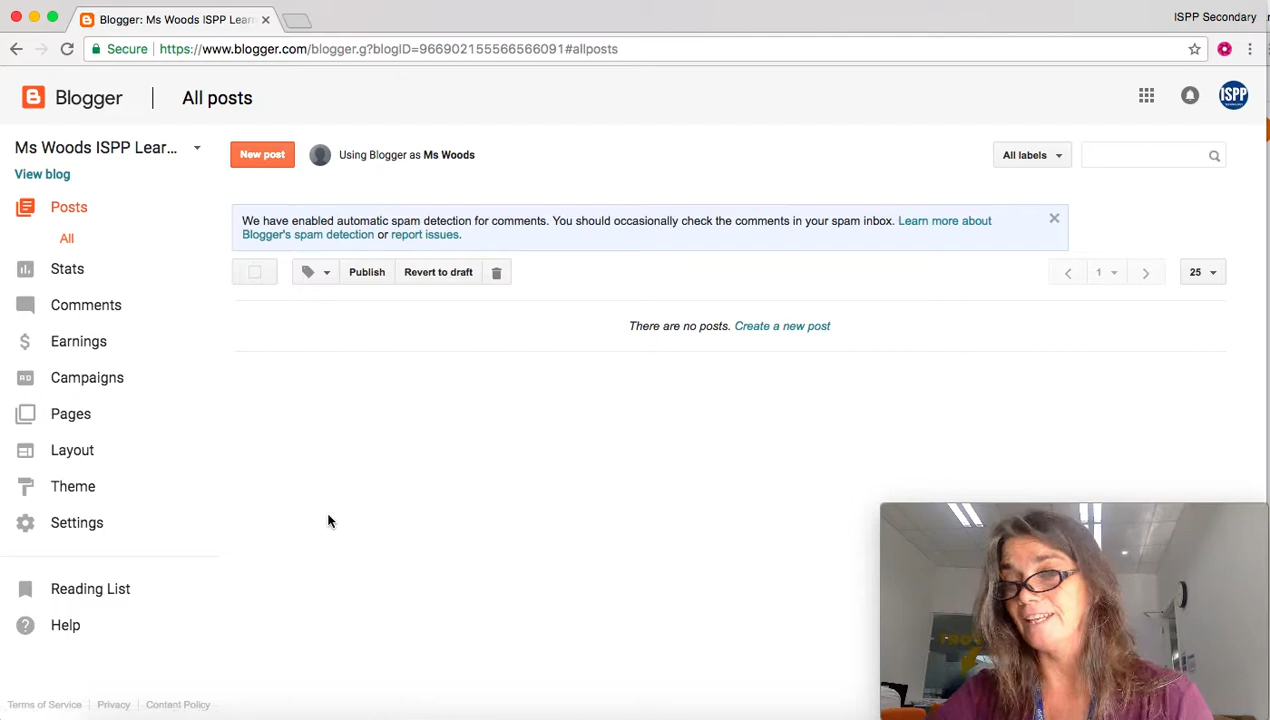 Blogger: Ms Woods ISPP Lear
ISPP Secondary
Secure
https://www.blogger.com/blogger.g?blogID=966902155566566091#allposts
Blogger
All posts
ISPP
Ms Woods ISPP Lear...
New post
Using Blogger as Ms Woods
All labels
View blog
Posts
We have enabled automatic spam detection for comments. You should occasionally check the comments in your spam inbox. Learn more about
Blogger's spam detection or report issues.
All
Stats
Publish
Revert to draft
1
25
Comments
There are no posts. Create a new post
Earnings
Campaigns
Pages
Layout
Theme
Settings
Reading List
Help
Terms of Service
Privacy
Content Policy